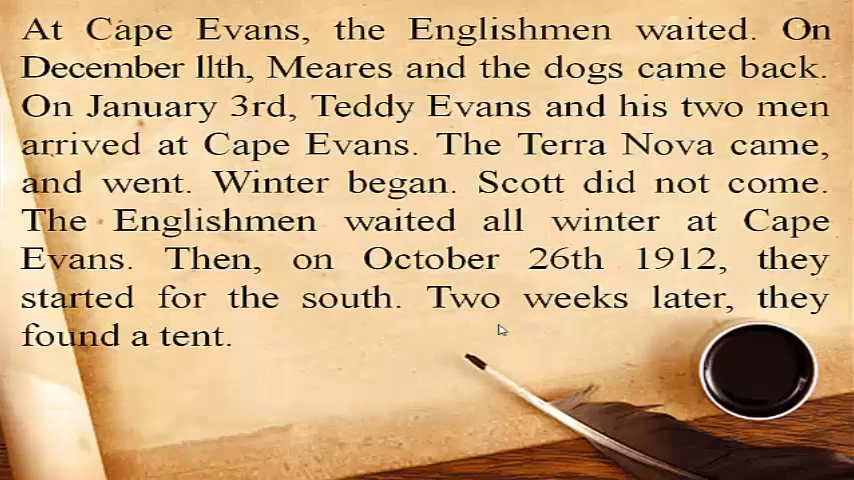 At Cape Evans, the Englishmen waited. On
December llth, Meares and the dogs came back.
On January 3rd, Teddy Evans and his two men
arrived at Cape Evans. The Terra Nova came,
and went. Winter began. Scott did not come.
The Englishmen waited all winter at Cape
Evans. Then, on October 26th 1912, they
started for the south. Two weeks later, they
found a tent.